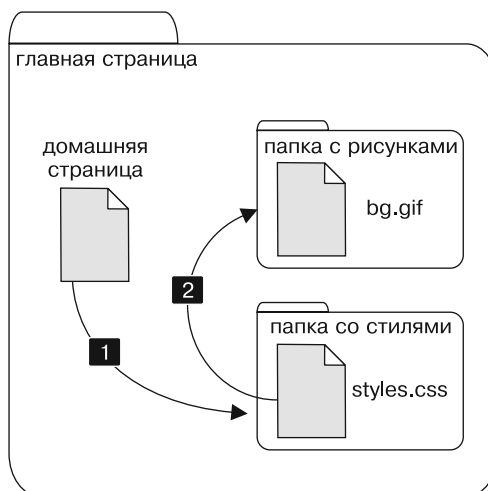 главная страница
домашняя
страница
папка с рисунками
bg.gif
2
папка со стилями
1
styles.css